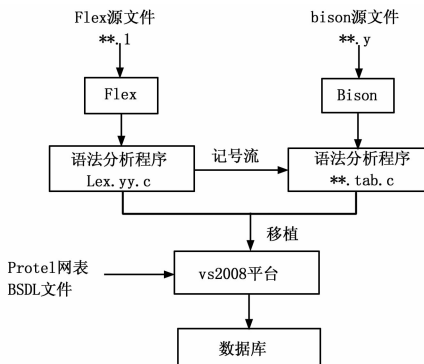 Flex源文件
**.l
bison源文件
**.y
Flex
Bison
语法分析程序
Lex.yy.c
记号流
语法分析程序
**.tab.c
移植
Protel网表
BSDL文件
vs2008平台
数据库